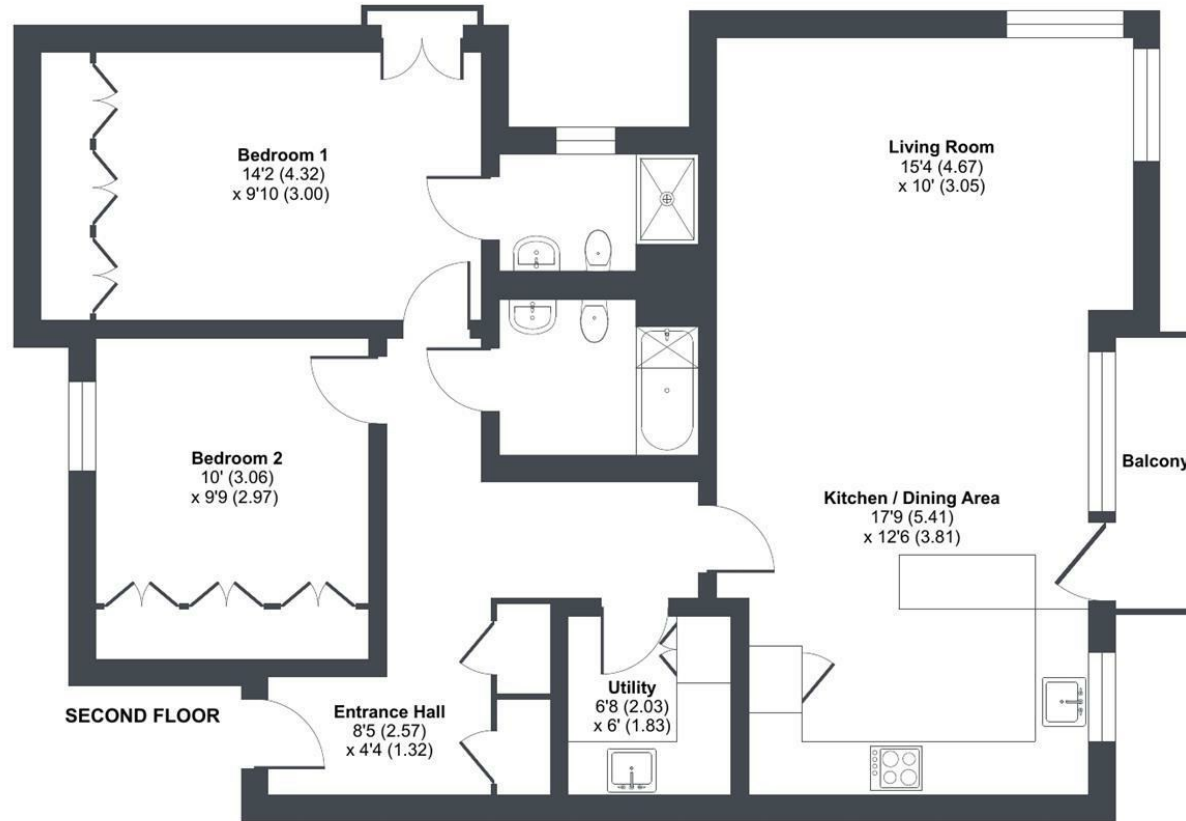 Bedroom 1
14'2 (4.32)
x 9'10 (3.00)
Living Room
15'4 (4.67)
x 10' (3.05)
Bedroom 2
10' (3.06)
x 9'9 (2.97)
Balcony
Kitchen / Dining Area
17'9 (5.41)
x 12'6 (3.81)
SECOND FLOOR
Entrance Hall
8'5 (2.57)
x 4'4 (1.32)
Utility
6'8 (2.03)
x 6' (1.83)